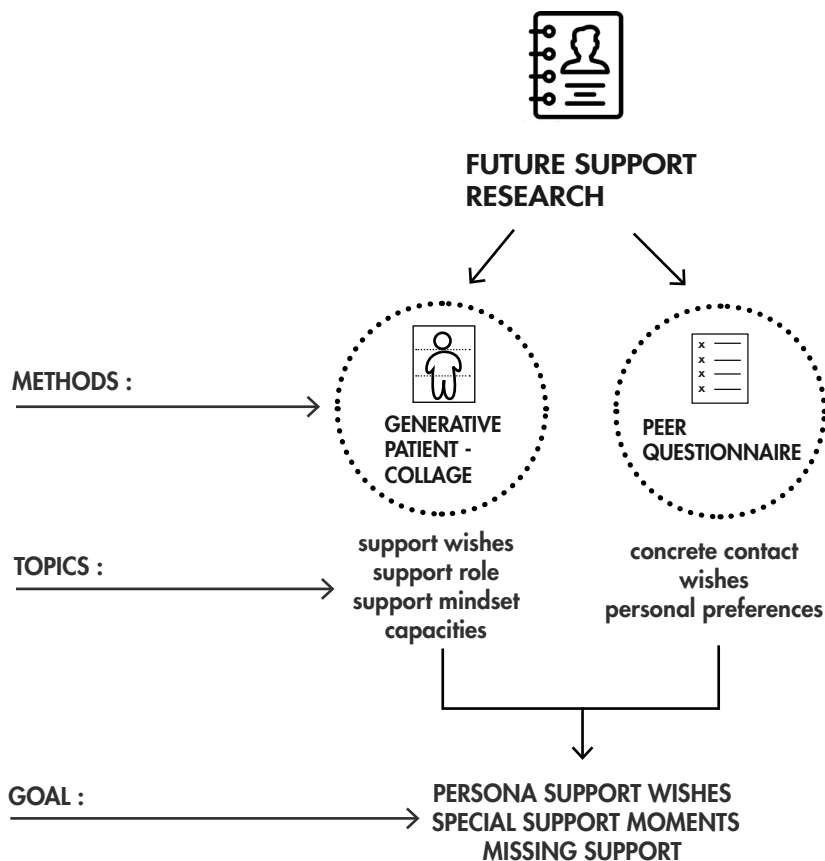 FUTURE SUPPORT
RESEARCH
METHODS :
GENERATIVE
PATIENT -
COLLAGE
x
x
x
x
PEER
QUESTIONNAIRE
TOPICS :
support wishes
support role
support mindset
capacities
concrete contact
wishes
personal preferences
GOAL :
PERSONA SUPPORT WISHES
SPECIAL SUPPORT MOMENTS
MISSING SUPPORT